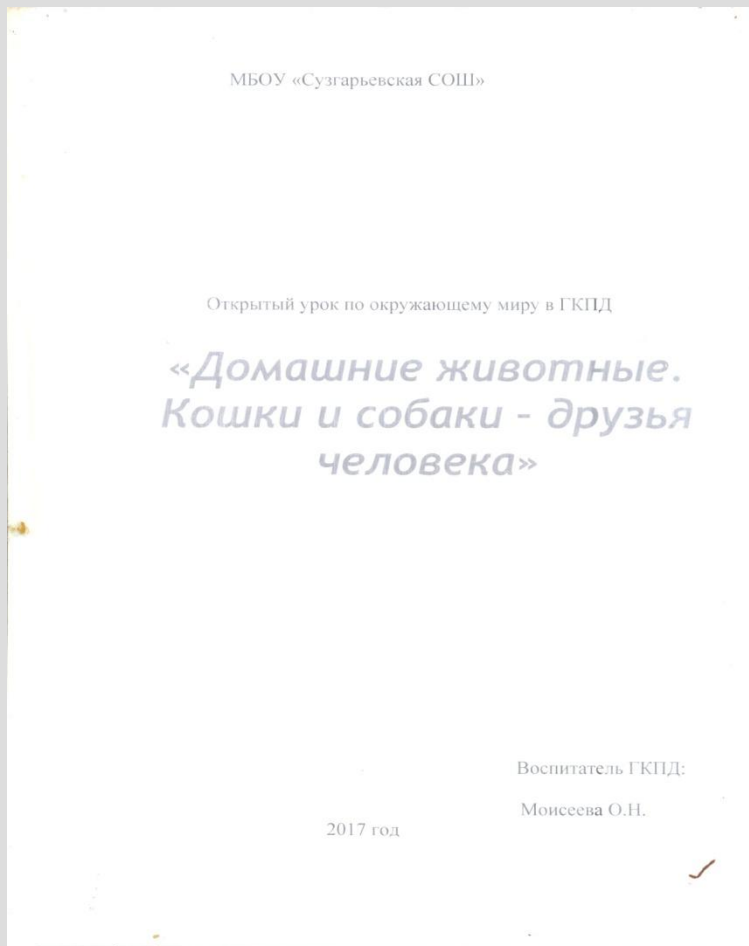 МБОУ «Сузгарьевская СОШ»
Открытый урок по окружающему миру в ГКПД
«Домашние животные.
Кошки и собаки - друзья
человека»
Воспитатель ГКПД:
Моисеева О.Н.
2017 год